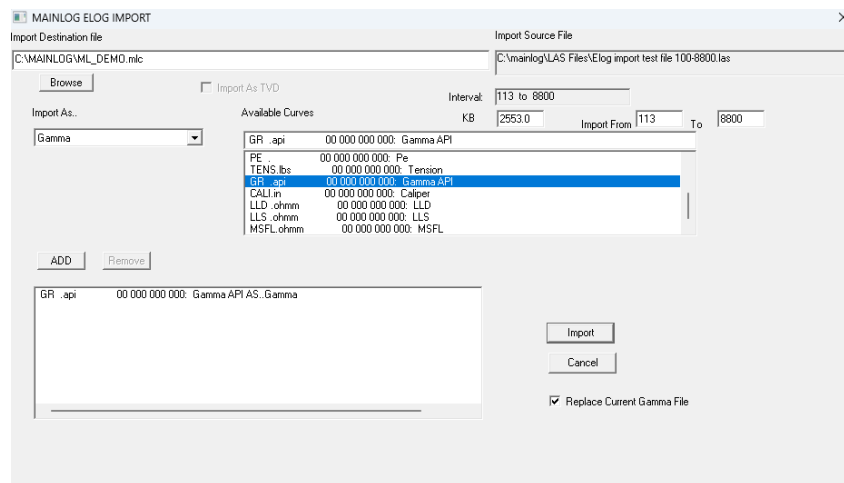 MAINLOG ELOG IMPORT
Import Destination file
Import Source File
C:\MAINLOG\ML_DEMO.mlc
C:\mainlog\LAS Files\Elog import test file 100-8800.las
Browse
Import As TVD
Interval:
113 to 8800
Import As..
Available Curves
KB
2553.0
Import From
113
To
8800
Gamma
GR .api 00 000 000 000: Gamma API
PE . 00 000 000 000: Pe
TENS.lbs 00 000 000 000: Tension
GR .api 00 000 000 000: Gamma API
CALI.in 00 000 000 000: Caliper
LLD .ohmm 00 000 000 000: LLD
LLS .ohmm 00 000 000 000: LLS
MSFL.ohmm 00 000 000 000: MSFL
ADD
Remove
GR .api 00 000 000 000: Gamma API AS..Gamma
Import
Cancel
Replace Current Gamma File